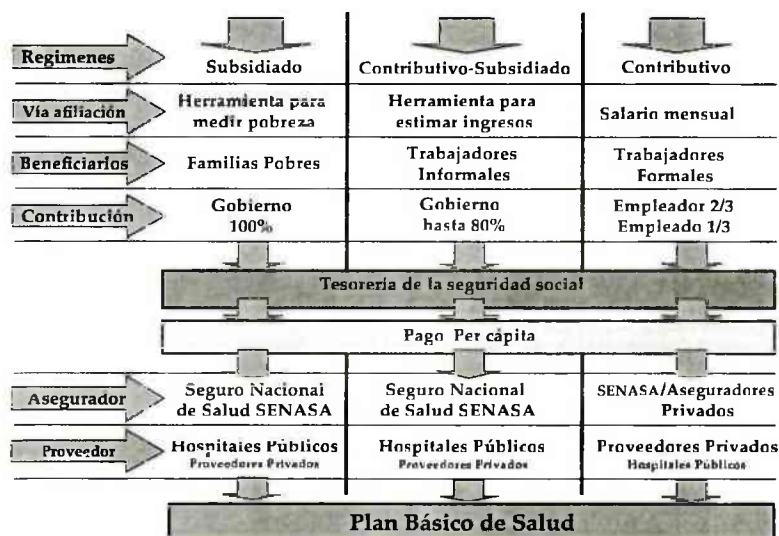 Regimenes
Subsidiado
Contributivo-Subsidiado
Contributivo
Vía afiliación
Herramienta para
medir pobreza
Herramienta para
estimar ingresos
Salario mensual
Beneficiarios
Familias Pobres
Trabajadores
Informales
Trabajadores
Formales
Contribución
Gobierno
100%
Gobierno
hasta 80%
Empleador 2/3
Empleado 1/3
Tesorería de la seguridad social
Pago Per cápita
Asegurador
Seguro Nacional
de Salud SENASA
Seguro Nacional
de Salud SENASA
SENASA/Aseguradores
Privados
Proveedor
Hospitales Públicos
Proveedores Privados
Hospitales Públicos
Proveedores Privados
Proveedores Privados
Hospitales Públicos
Plan Básico de Salud